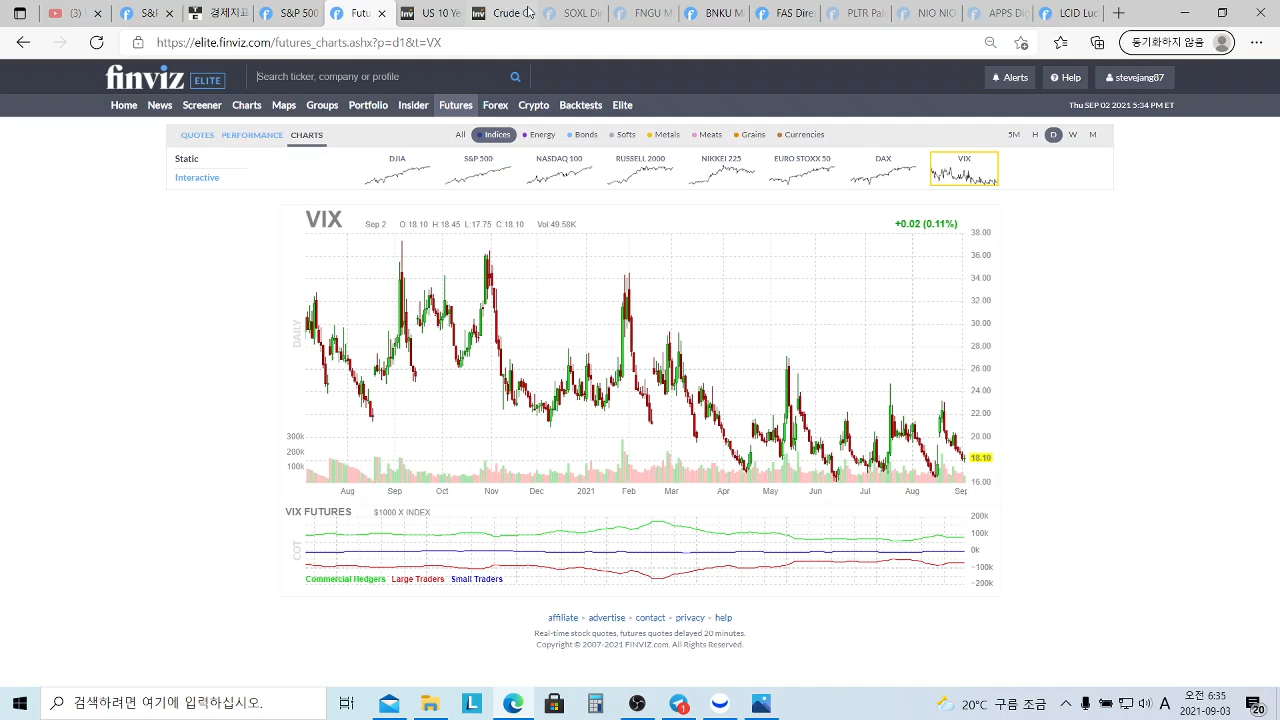 (3)
경제지표
S&P 500
Futu
US 10 Ye
Crude
SOXL Di
FNGU M
BNKU M
FAS Dire
PLTR Pal
NIO NIO
APPS Dig
LCID Luc
https://elite.finviz.com/futures_charts.ashx?p=d1&t=VX
동기화하지 않음
finviz ELITE
Search ticker, company or profile
Alerts
Help
stevejang07
Home News Screener Charts Maps Groups Portfolio Insider Futures Forex Crypto Backtests Elite
Thu SEP 02 2021 5:34 PM ET
QUOTES PERFORMANCE CHARTS
All Indices Energy Bonds Softs Metals Meats Grains Currencies
5M H D W M
Static
Interactive
DJIA
S&P 500
NASDAQ 100
RUSSELL 2000
NIKKEI 225
EURO STOXX 50
DAX
VIX
VIX
Sep 2 O:18.10 H:18.45 L:17.75 C:18.10 Vol:49.58K
+0.02 (0.11%)
DAILY
38.00
36.00
34.00
32.00
30.00
28.00
26.00
24.00
22.00
20.00
18.10
16.00
300k
200k
100k
Aug Sep Oct Nov Dec 2021 Feb Mar Apr May Jun Jul Aug Sep
VIX FUTURES $1000 X INDEX
COT
200k
100k
0k
-100k
-200k
Commercial Hedgers Large Traders Small Traders
affiliate • advertise • contact • privacy • help
Real-time stock quotes, futures quotes delayed 20 minutes.
Copyright © 2007-2021 FINVIZ.com. All Rights Reserved.
검색하려면 여기에 입력하십시오.
L
1
20°C 구름 조금
A
오전 6:35
2021-09-03
20